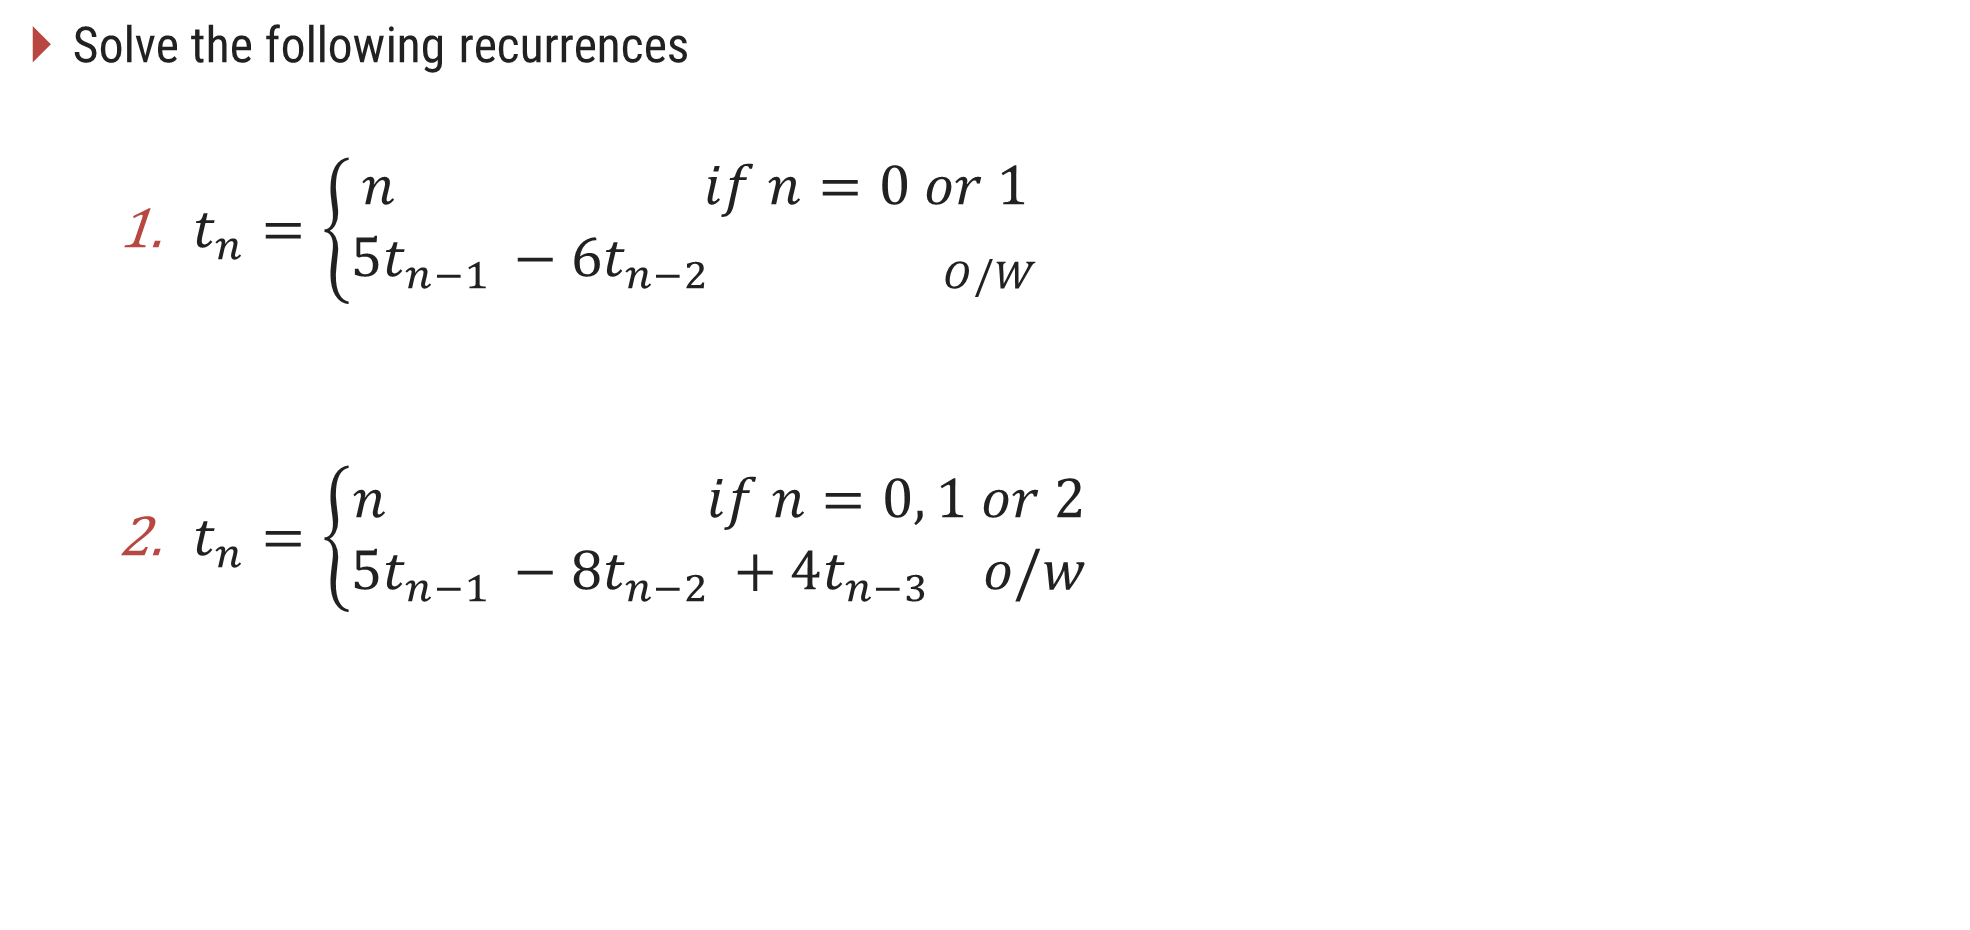 Solve the following recurrences
1. tₙ = { n if n = 0 or 1
5tₙ₋₁ − 6tₙ₋₂ o/w
2. tₙ = { n if n = 0, 1 or 2
5tₙ₋₁ − 8tₙ₋₂ + 4tₙ₋₃ o/w